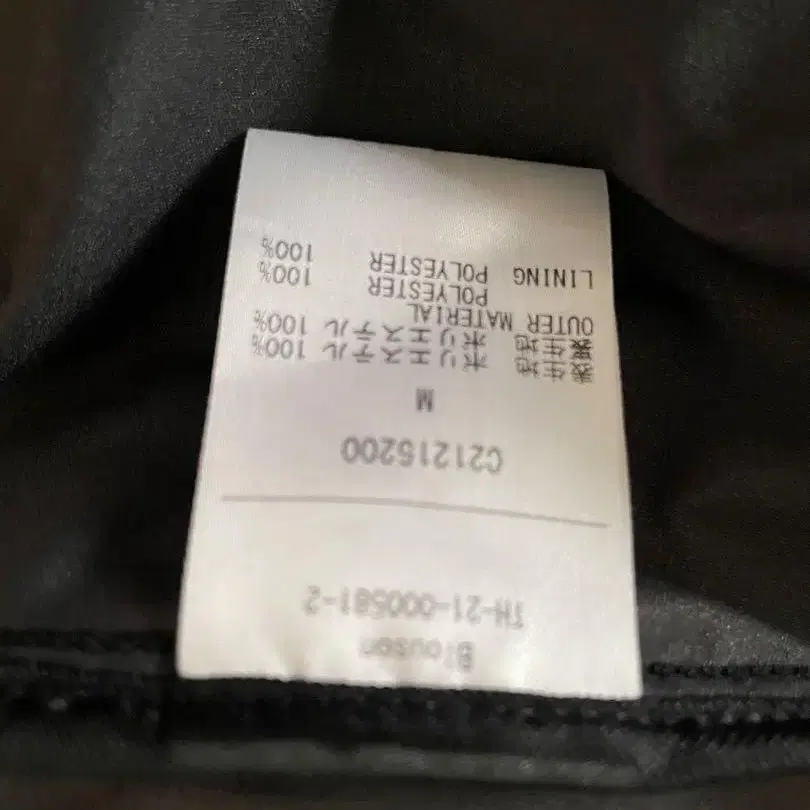 Blouson
TH-21-000581-2
C21215200
M
表生地 ポリエステル 100%
裏生地 ポリエステル 100%
OUTER MATERIAL
POLYESTER 100%
LINING POLYESTER 100%